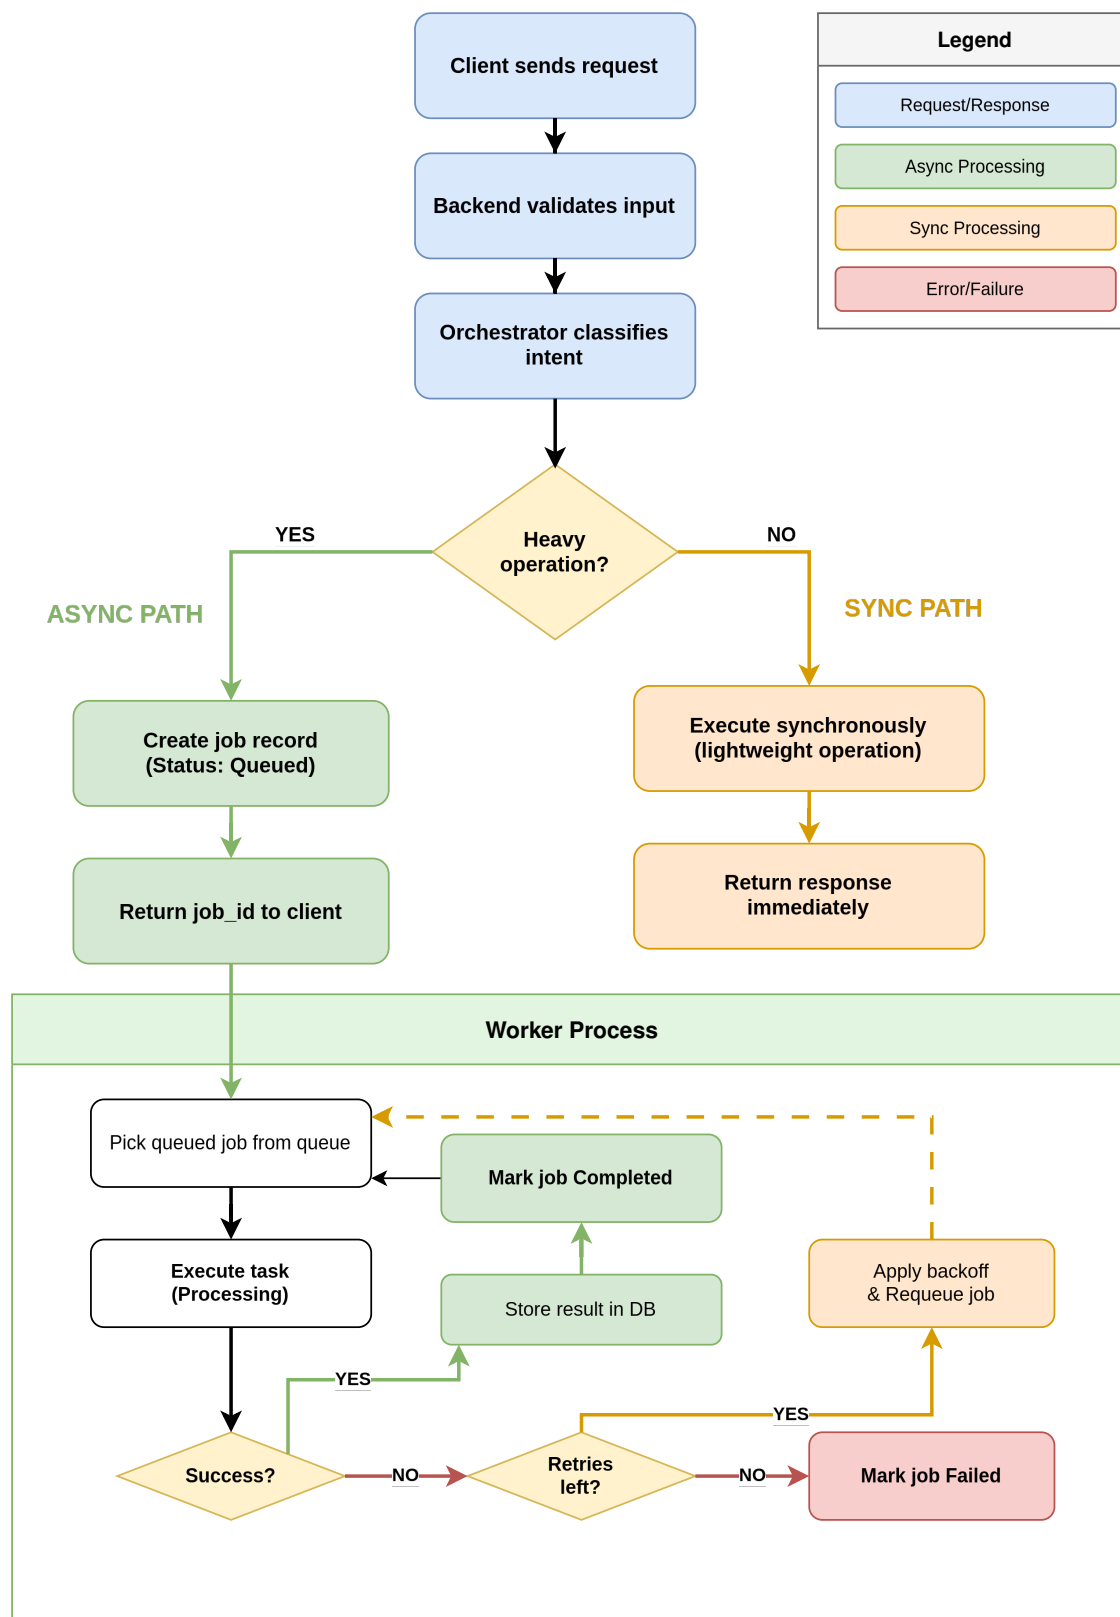 Client sends request
Legend
Request/Response
Async Processing
Sync Processing
Error/Failure
Backend validates input
Orchestrator classifies
intent
Heavy
operation?
YES
NO
ASYNC PATH
SYNC PATH
Create job record
(Status: Queued)
Execute synchronously
(lightweight operation)
Return job_id to client
Return response
immediately
Worker Process
Pick queued job from queue
Mark job Completed
Execute task
(Processing)
Store result in DB
Apply backoff
& Requeue job
YES
YES
Success?
NO
Retries
left?
NO
Mark job Failed